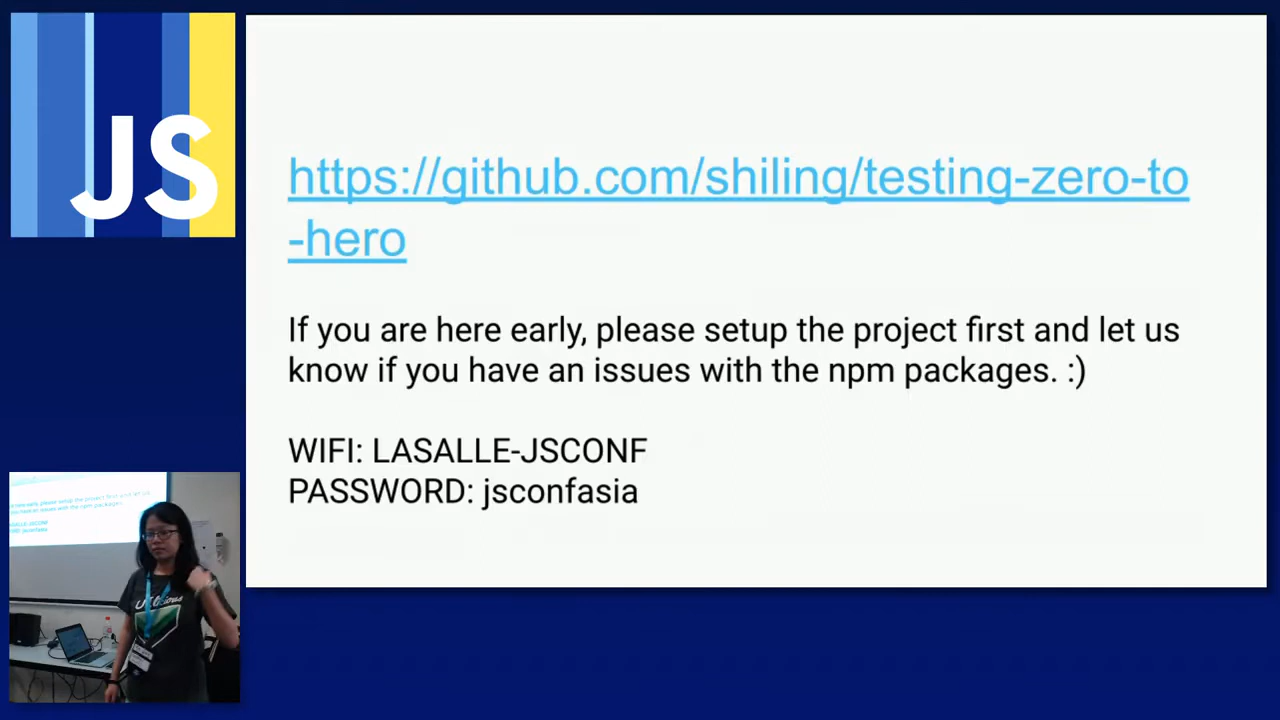 JS
https://github.com/shiling/testing-zero-to
-hero
If you are here early, please setup the project first and let us
know if you have an issues with the npm packages. :)
WIFI: LASALLE-JSCONF
PASSWORD: jsconfasia